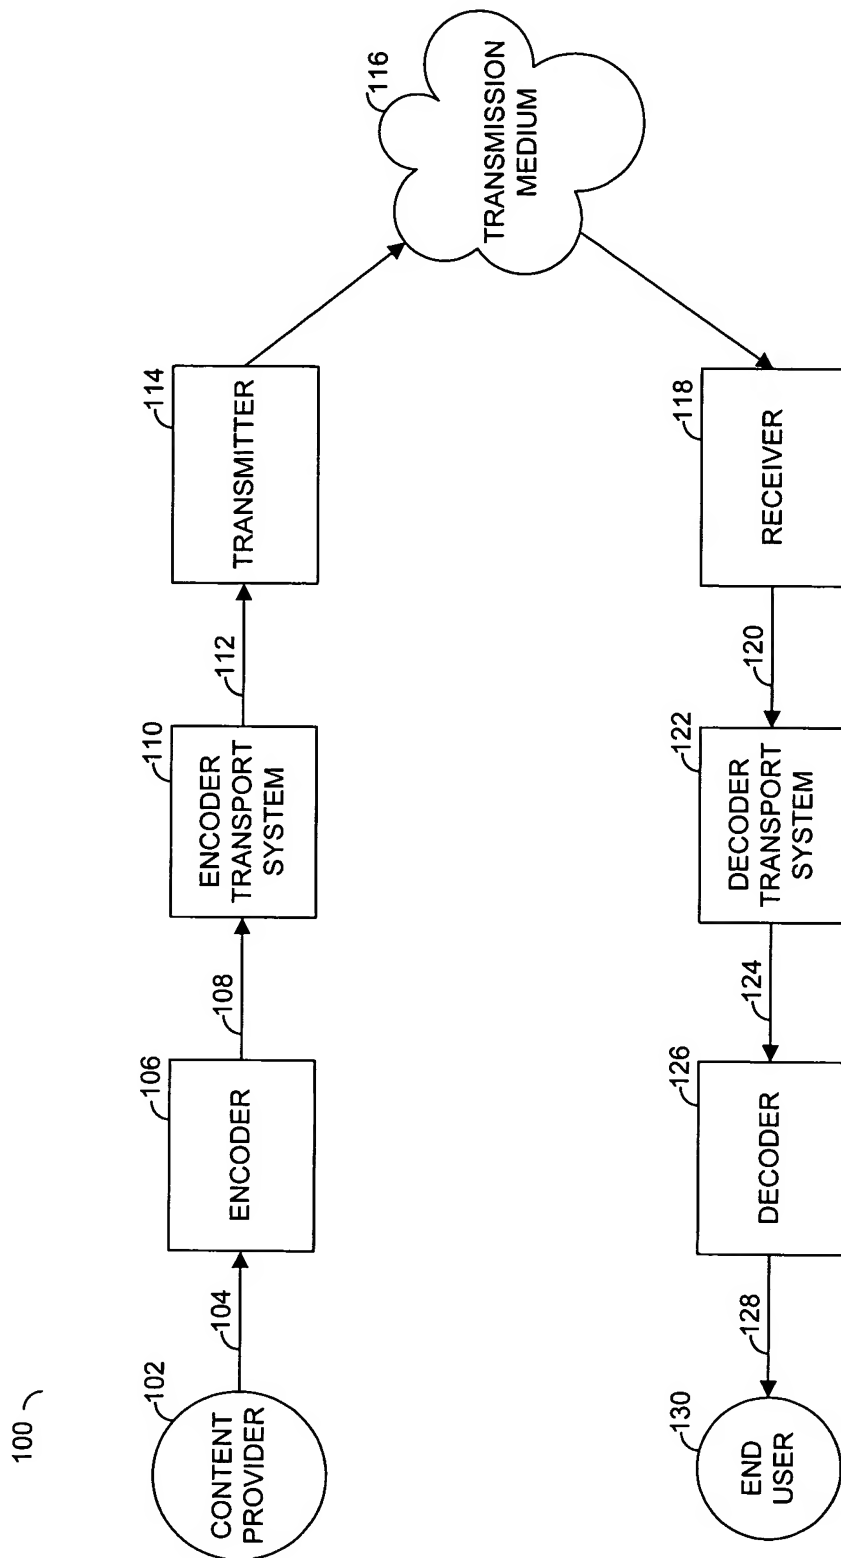 100
102
CONTENT
PROVIDER
104
106
ENCODER
108
110
ENCODER
TRANSPORT
SYSTEM
112
114
TRANSMITTER
116
TRANSMISSION
MEDIUM
118
RECEIVER
120
122
DECODER
TRANSPORT
SYSTEM
124
126
DECODER
128
130
END
USER